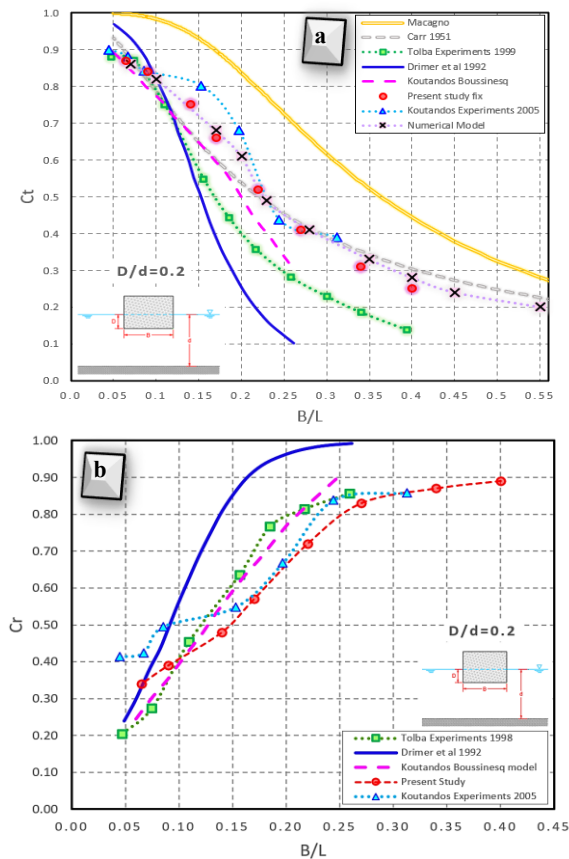 a
1.0
0.9
0.8
0.7
0.6
0.5
0.4
0.3
0.2
0.1
0.0
Ct
Macagno
Carr 1951
Tolba Experiments 1999
Drimer et al 1992
Koutandos Boussinesq
Present study fix
Koutandos Experiments 2005
Numerical Model
D/d=0.2
D
B
d
0.0 0.05 0.1 0.15 0.2 0.25 0.3 0.35 0.4 0.45 0.5 0.55
B/L
b
1.00
0.90
0.80
0.70
0.60
0.50
0.40
0.30
0.20
0.10
0.00
Cr
D/d=0.2
D
B
d
Tolba Experiments 1998
Drimer et al 1992
Koutandos Boussinesq model
Present Study
Koutandos Experiments 2005
0.00 0.05 0.10 0.15 0.20 0.25 0.30 0.35 0.40 0.45
B/L